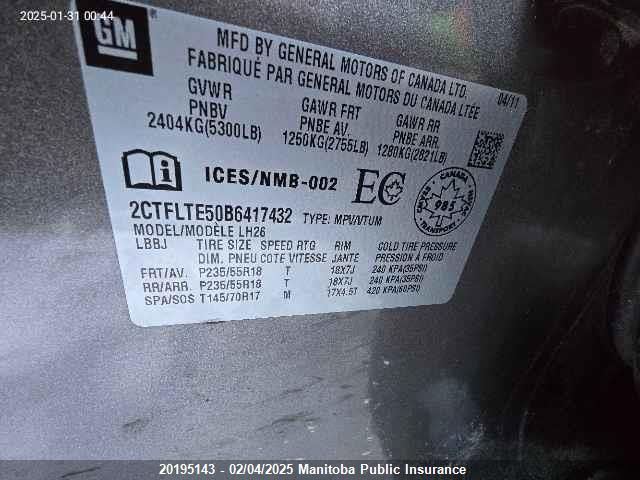 2025-01-31 00:44
GM
MFD BY GENERAL MOTORS OF CANADA LTD.
FABRIQUÉ PAR GENERAL MOTORS DU CANADA LTÉE
04/11
GVWR GAWR FRT GAWR RR
PNBV PNBE AV. PNBE ARR.
2404KG(5300LB) 1250KG(2755LB) 1280KG(2821LB)
i ICES/NMB-002 EC CANADA 985 TRANSPORT
2CTFLTE50B6417432 TYPE: MPV/VTUM
MODEL/MODÈLE LH26
LBBJ TIRE SIZE SPEED RTG RIM COLD TIRE PRESSURE
DIM. PNEU COTE VITESSE JANTE PRESSION À FROID
FRT/AV. P235/55R18 T 18X7J 240 KPA(35PSI)
RR/ARR. P235/55R18 T 18X7J 240 KPA(35PSI)
SPA/SOS T145/70R17 M 17X4.5T 420 KPA(60PSI)
20195143 - 02/04/2025 Manitoba Public Insurance